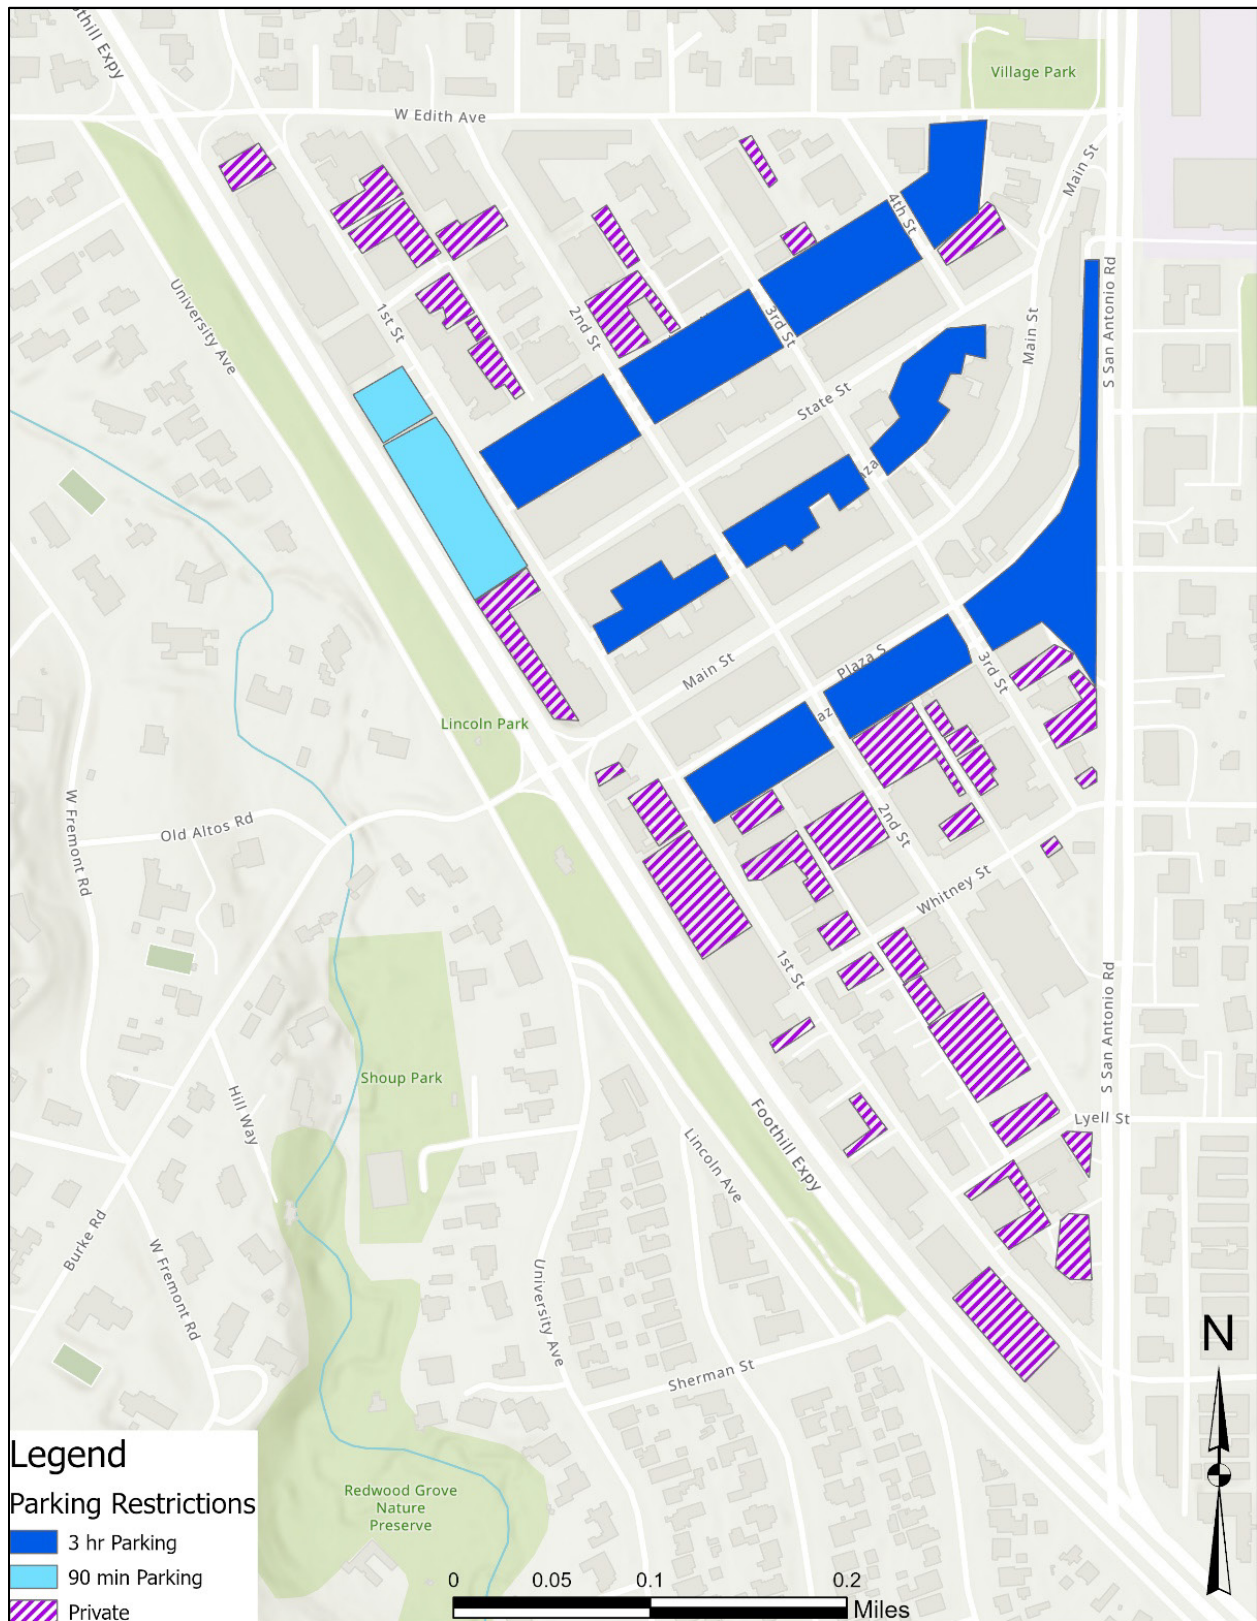 othill Expy
Village Park
W Edith Ave
Main St
4th St
University Ave
1st St
2nd St
3rd St
S San Antonio Rd
Main St
State St
aza
Main St
Plaza S
az
3rd St
Lincoln Park
W Fremont Rd
Old Altos Rd
2nd St
Whitney St
1st St
S San Antonio Rd
Shoup Park
Hill Way
Foothill Expy
Lyell St
Lincoln Ave
Burke Rd
W Fremont Rd
University Ave
Sherman St
N
Legend
Parking Restrictions
3 hr Parking
90 min Parking
Private
Redwood Grove
Nature
Preserve
0 0.05 0.1 0.2
Miles